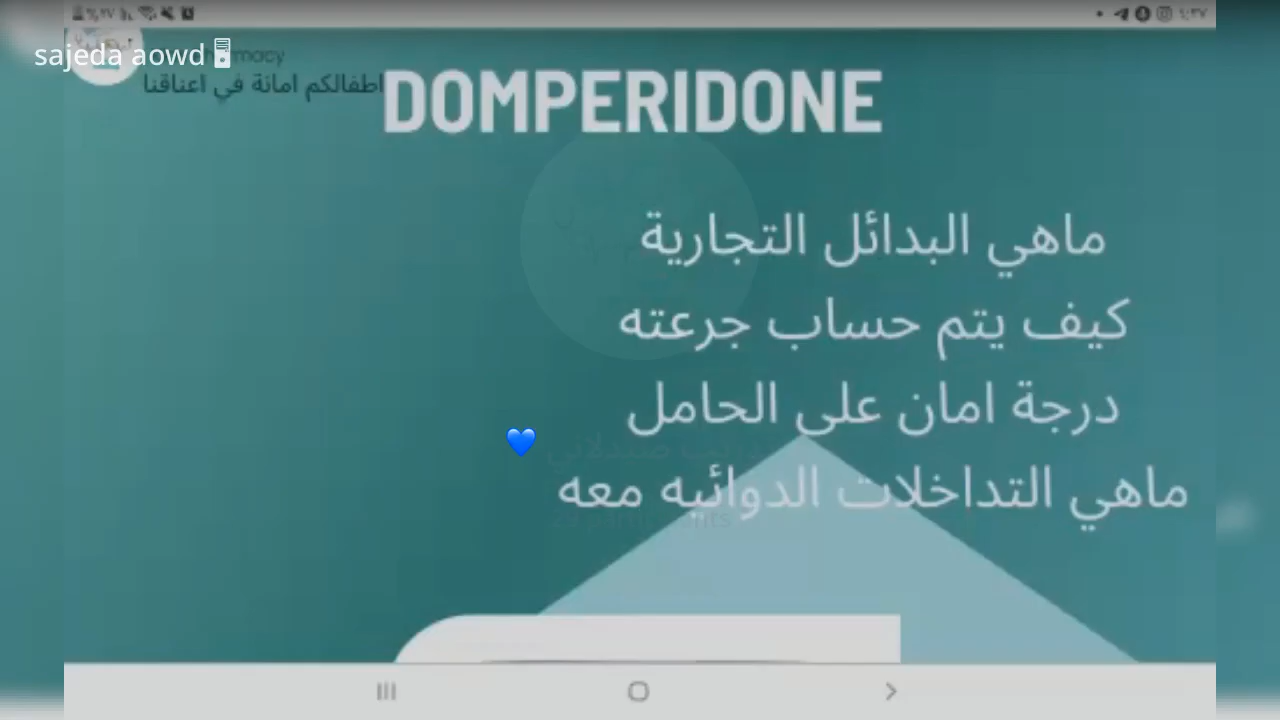 sajeda aowd
اطفالكم امانة في اعناقنا
DOMPERIDONE
ماهي البدائل التجارية
كيف يتم حساب جرعته
درجة امان على الحامل
ماهي التداخلات الدوائيه معه